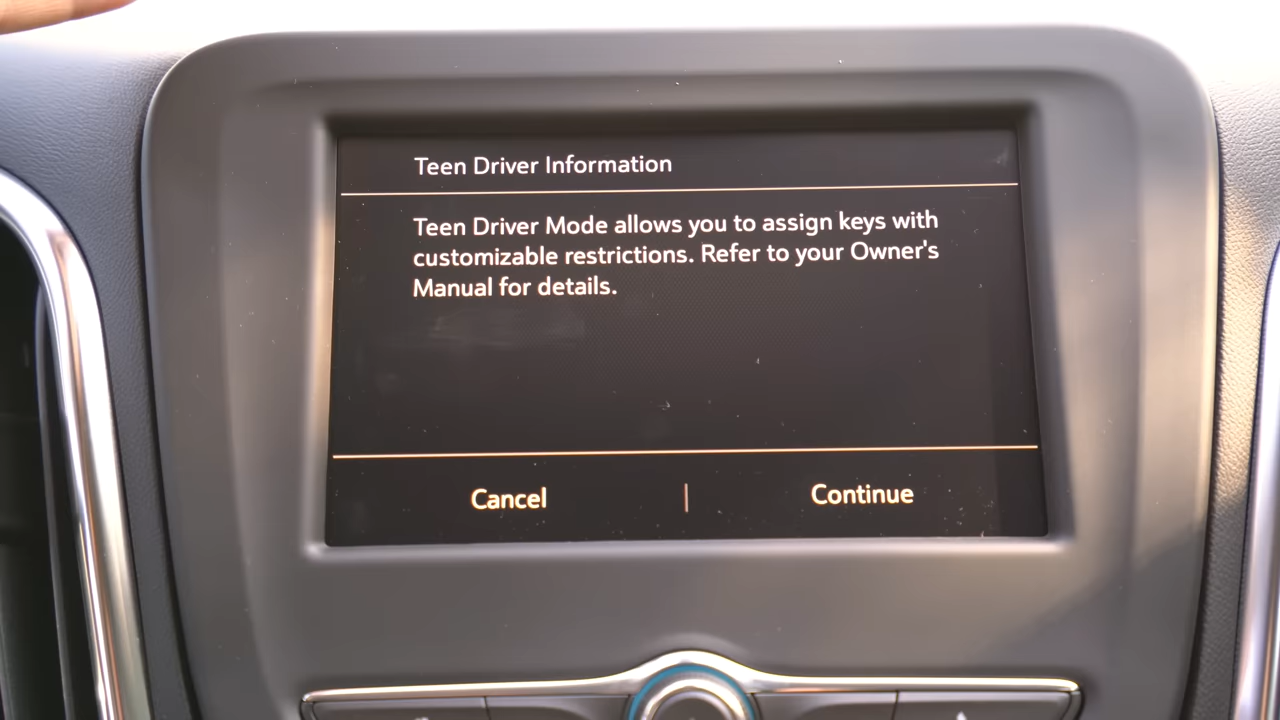 Teen Driver Information
Teen Driver Mode allows you to assign keys with
customizable restrictions. Refer to your Owner's
Manual for details.
Cancel | Continue